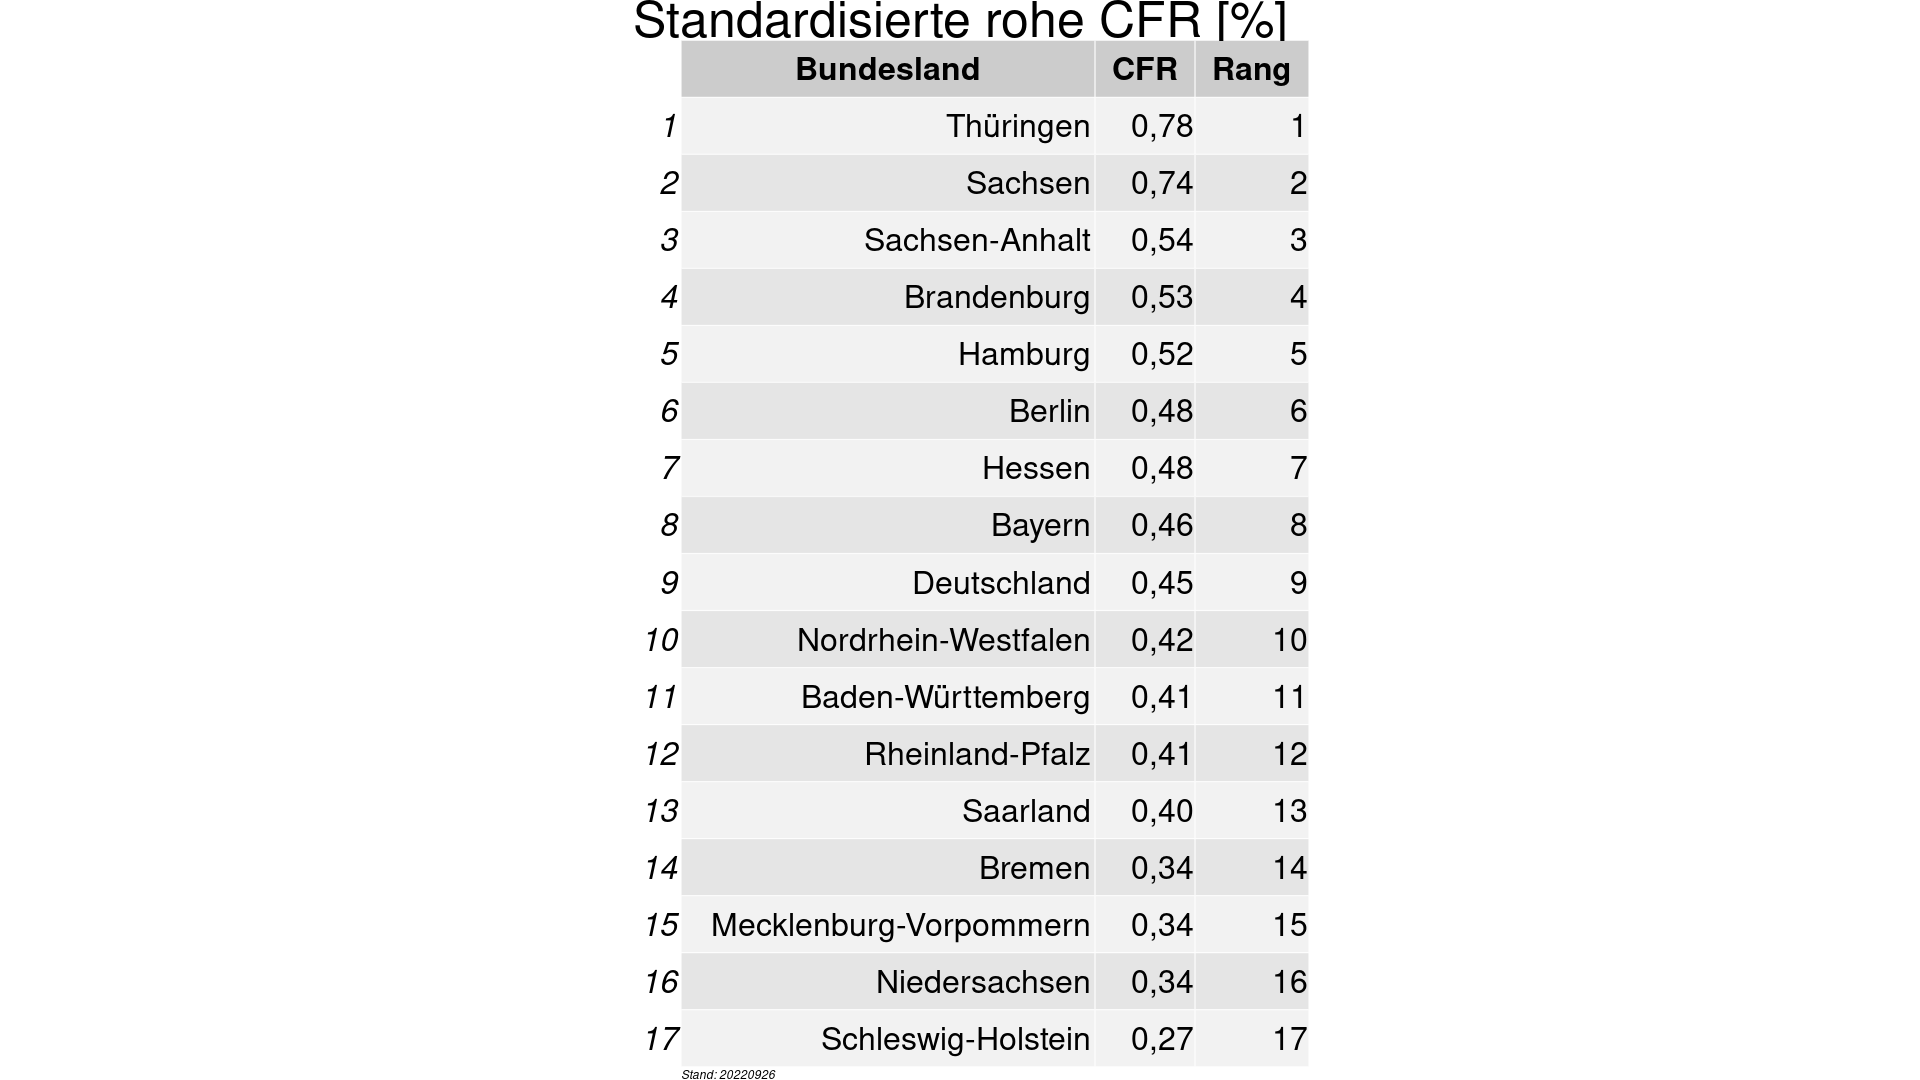 Standardisierte rohe CFR [%]
Bundesland CFR Rang
1 Thüringen 0,78 1
2 Sachsen 0,74 2
3 Sachsen-Anhalt 0,54 3
4 Brandenburg 0,53 4
5 Hamburg 0,52 5
6 Berlin 0,48 6
7 Hessen 0,48 7
8 Bayern 0,46 8
9 Deutschland 0,45 9
10 Nordrhein-Westfalen 0,42 10
11 Baden-Württemberg 0,41 11
12 Rheinland-Pfalz 0,41 12
13 Saarland 0,40 13
14 Bremen 0,34 14
15 Mecklenburg-Vorpommern 0,34 15
16 Niedersachsen 0,34 16
17 Schleswig-Holstein 0,27 17
Stand: 20220926